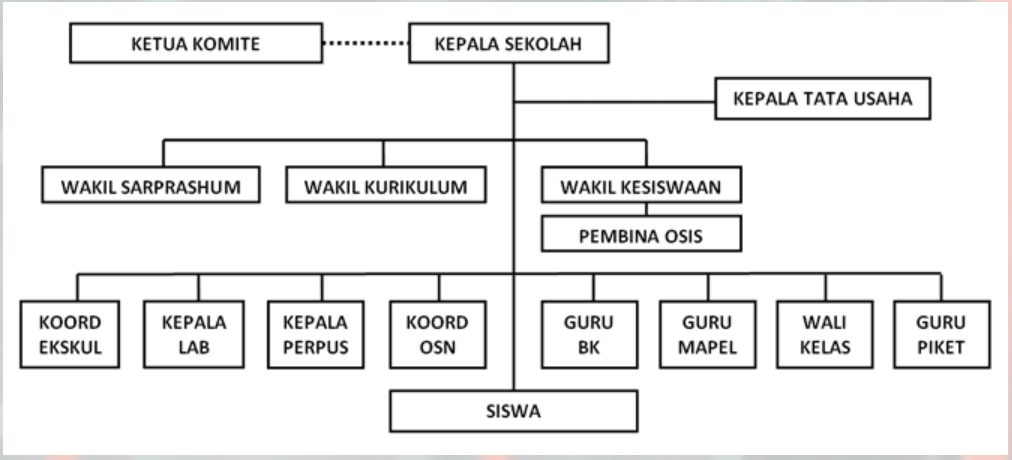 KETUA KOMITE
KEPALA SEKOLAH
KEPALA TATA USAHA
WAKIL SARPRASHUM
WAKIL KURIKULUM
WAKIL KESISWAAN
PEMBINA OSIS
KOORD
EKSKUL
KEPALA
LAB
KEPALA
PERPUS
KOORD
OSN
GURU
BK
GURU
MAPEL
WALI
KELAS
GURU
PIKET
SISWA